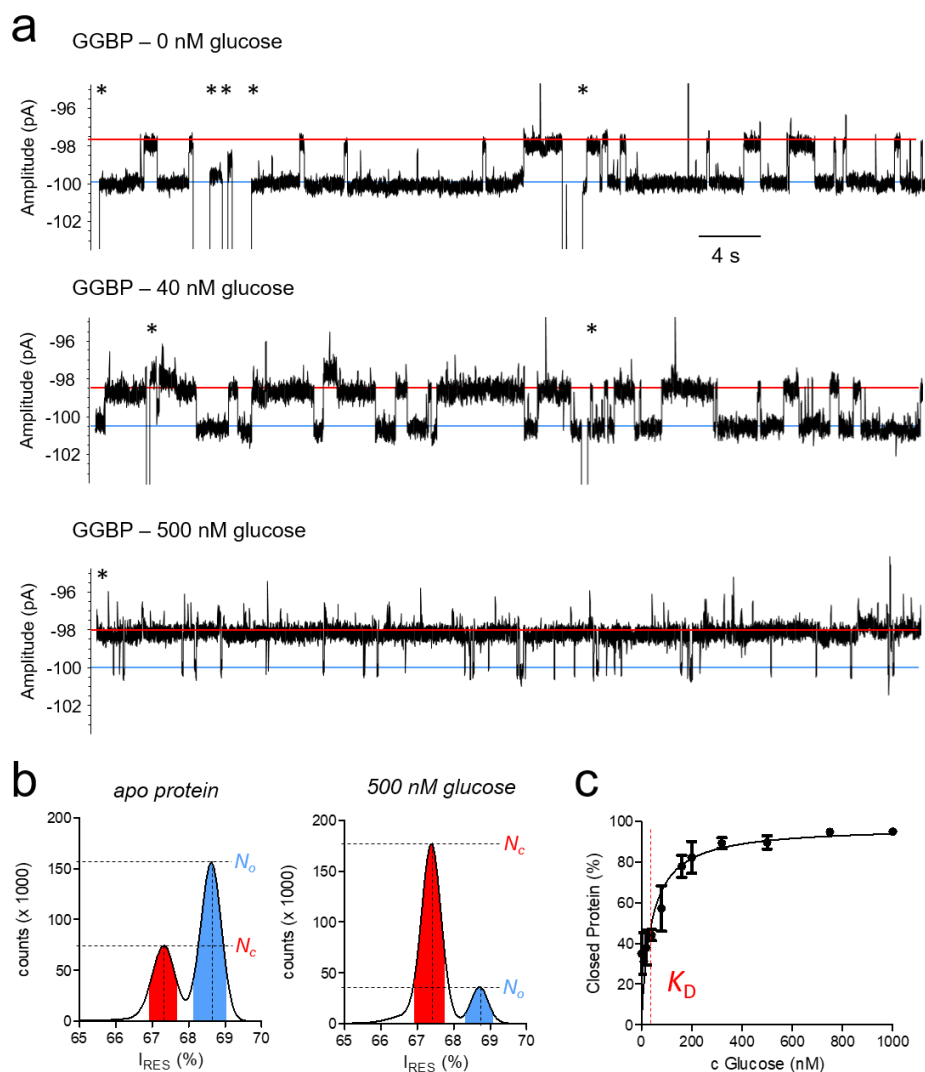 a
GGBP – 0 nM glucose
* * * * *
Amplitude (pA)
-96
-98
-100
-102
4 s
GGBP – 40 nM glucose
* *
Amplitude (pA)
-96
-98
-100
-102
GGBP – 500 nM glucose
*
Amplitude (pA)
-96
-98
-100
-102
b
apo protein
counts (x 1000)
200
150
100
50
0
No
Nc
65 66 67 68 69 70
IRES (%)
500 nM glucose
counts (x 1000)
200
150
100
50
0
Nc
No
65 66 67 68 69 70
IRES (%)
c
Closed Protein (%)
100
80
60
40
20
0
KD
0 200 400 600 800 1000
c Glucose (nM)